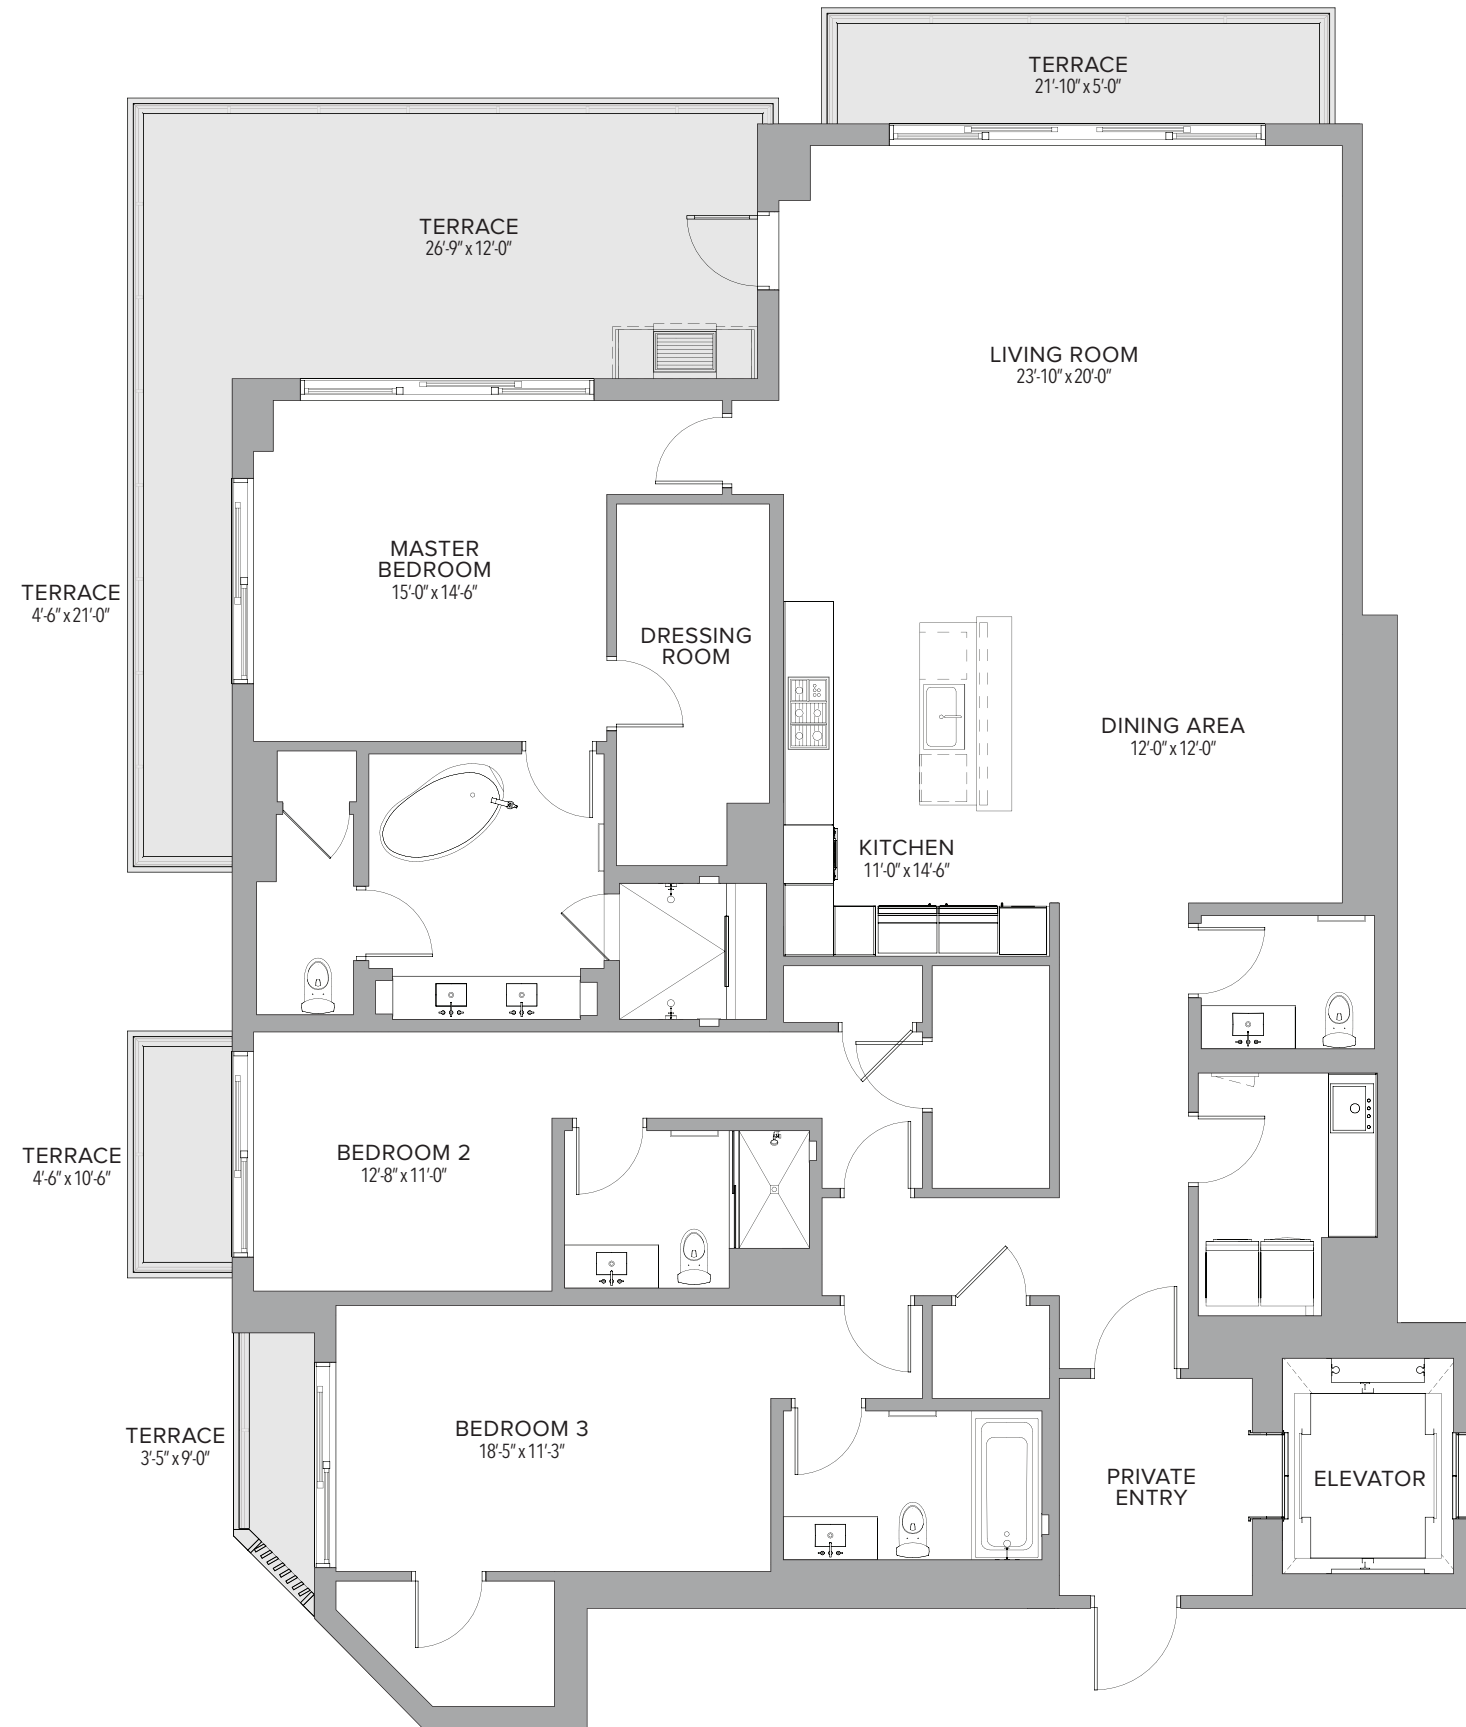 TERRACE
21'-10" x 5'-0"
TERRACE
26'-9" x 12'-0"
LIVING ROOM
23'-10" x 20'-0"
MASTER
BEDROOM
15'-0" x 14'-6"
TERRACE
4'-6" x 21'-0"
DRESSING
ROOM
DINING AREA
12'-0" x 12'-0"
KITCHEN
11'-0" x 14'-6"
BEDROOM 2
12'-8" x 11'-0"
TERRACE
4'-6" x 10'-6"
BEDROOM 3
18'-5" x 11'-3"
TERRACE
3'-5" x 9'-0"
PRIVATE
ENTRY
ELEVATOR